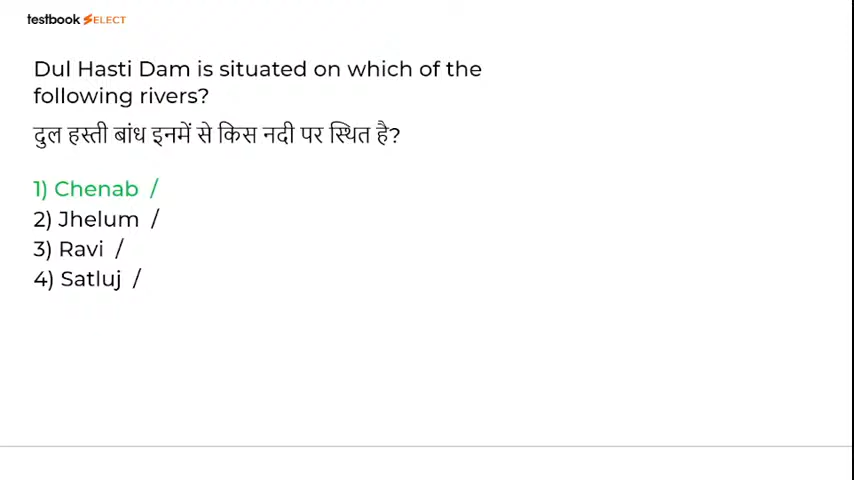 testbook SELECT
Dul Hasti Dam is situated on which of the
following rivers?
दुल हस्ती बांध इनमें से किस नदी पर स्थित है?
1) Chenab /
2) Jhelum /
3) Ravi /
4) Satluj /